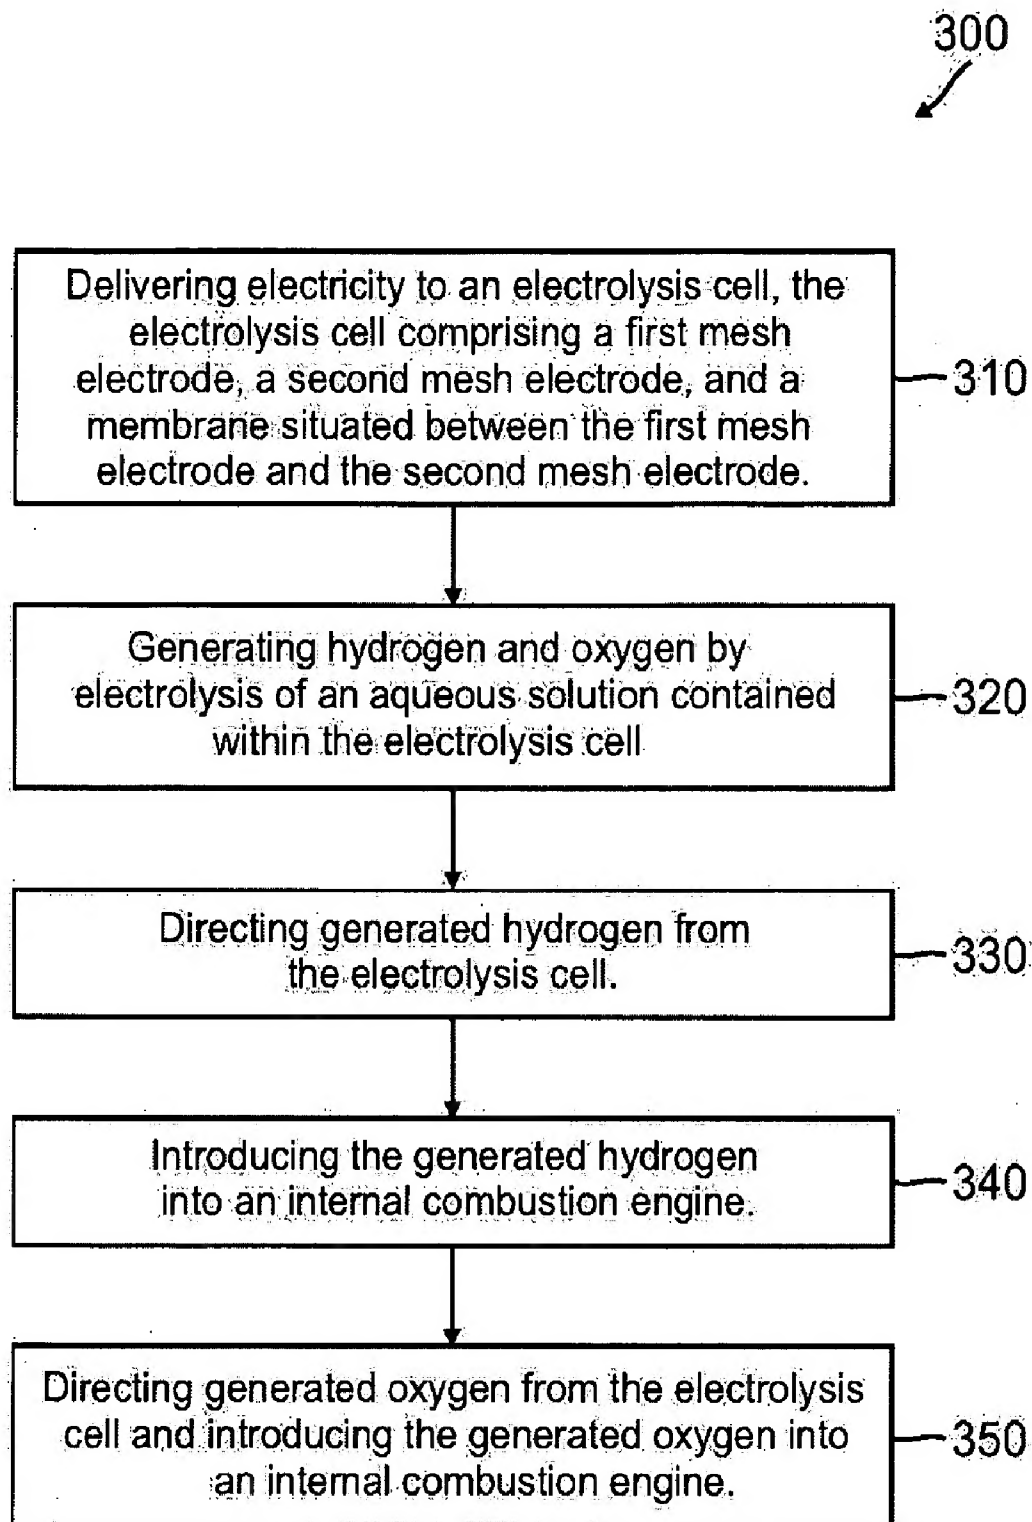 300
Delivering electricity to an electrolysis cell, the
electrolysis cell comprising a first mesh
electrode, a second mesh electrode, and a
membrane situated between the first mesh
electrode and the second mesh electrode.
310
Generating hydrogen and oxygen by
electrolysis of an aqueous solution contained
within the electrolysis cell
320
Directing generated hydrogen from
the electrolysis cell.
330
Introducing the generated hydrogen
into an internal combustion engine.
340
Directing generated oxygen from the electrolysis
cell and introducing the generated oxygen into
an internal combustion engine.
350